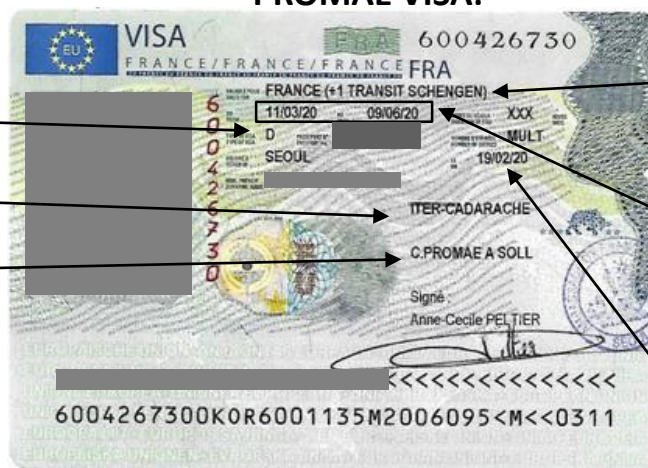 PROMAE VISA:
EU
VISA
FRA
600426730
FRANCE/FRANCE/FRANCE
FRA
FRANCE (+1 TRANSIT SCHENGEN)
11/03/20
09/06/20
XXX
D
MULT
SEOUL
19/02/20
600426730
ITER-CADARACHE
C.PROMAE A SOLL
Signé :
Anne-Cecile PELTIER
<<<<<<<<<<<<<<<
6004267300KOR6001135M2006095<M<<0311